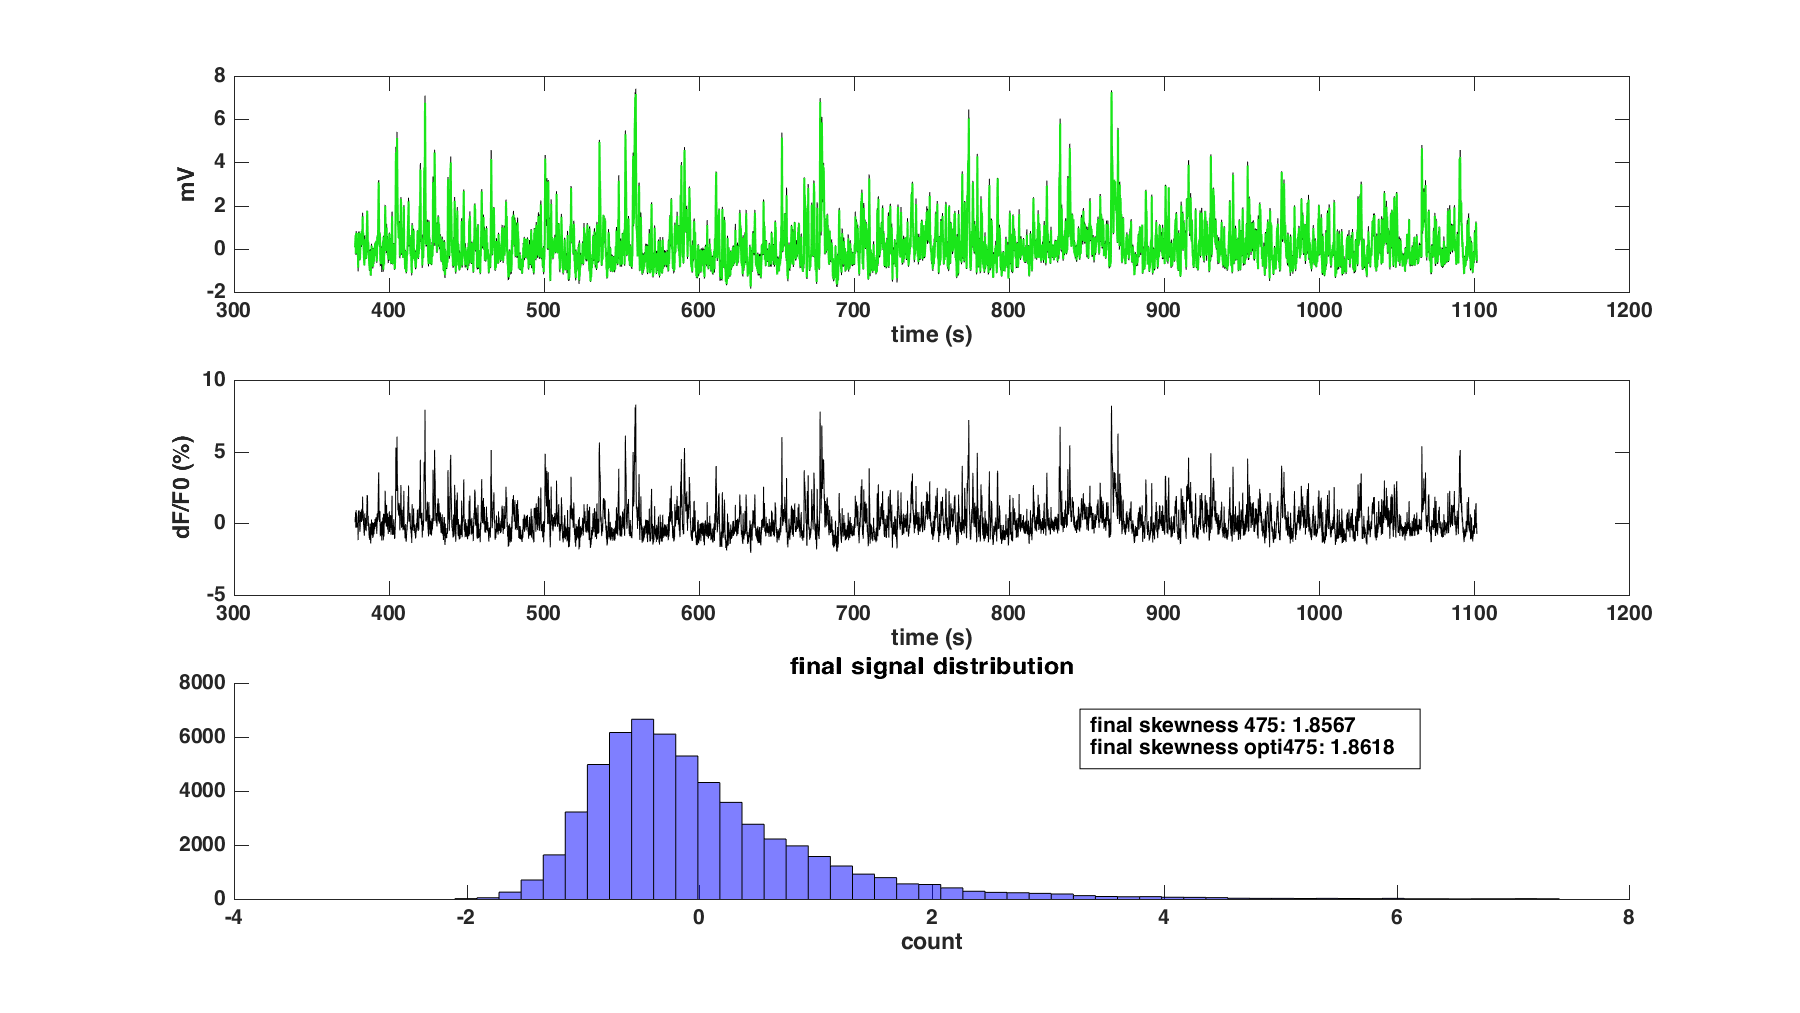 8
6
4
2
0
-2
mV
300 400 500 600 700 800 900 1000 1100 1200
time (s)
10
5
0
-5
dF/F0 (%)
300 400 500 600 700 800 900 1000 1100 1200
time (s)
final signal distribution
8000
6000
4000
2000
0
final skewness 475: 1.8567
final skewness opti475: 1.8618
-4 -2 0 2 4 6 8
count